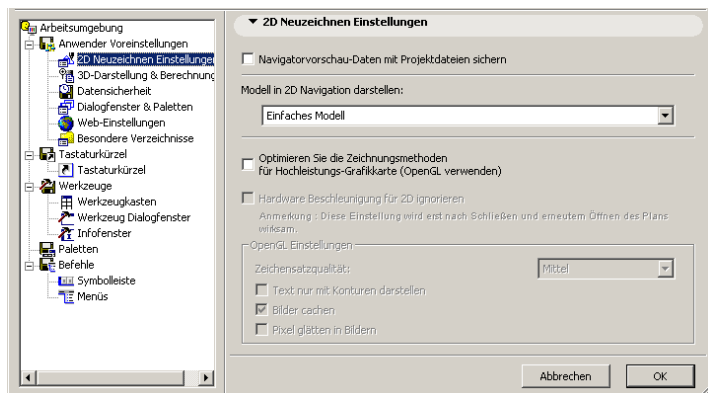 Arbeitsumgebung
Anwender Voreinstellungen
2D Neuzeichnen Einstellunge
3D-Darstellung & Berechnung
Datensicherheit
Dialogfenster & Paletten
Web-Einstellungen
Besondere Verzeichnisse
Tastaturkürzel
Tastaturkürzel
Werkzeuge
Werkzeugkasten
Werkzeug Dialogfenster
Infofenster
Paletten
Befehle
Symbolleiste
Menüs
2D Neuzeichnen Einstellungen
Navigatorvorschau-Daten mit Projektdateien sichern
Modell in 2D Navigation darstellen:
Einfaches Modell
Optimieren Sie die Zeichnungsmethoden
für Hochleistungs-Grafikkarte (OpenGL verwenden)
Hardware Beschleunigung für 2D ignorieren
Anmerkung : Diese Einstellung wird erst nach Schließen und erneutem Öffnen des Plans
wirksam.
OpenGL Einstellungen
Zeichensatzqualität:
Mittel
Text nur mit Konturen darstellen
Bilder cachen
Pixel glätten in Bildern
Abbrechen
OK